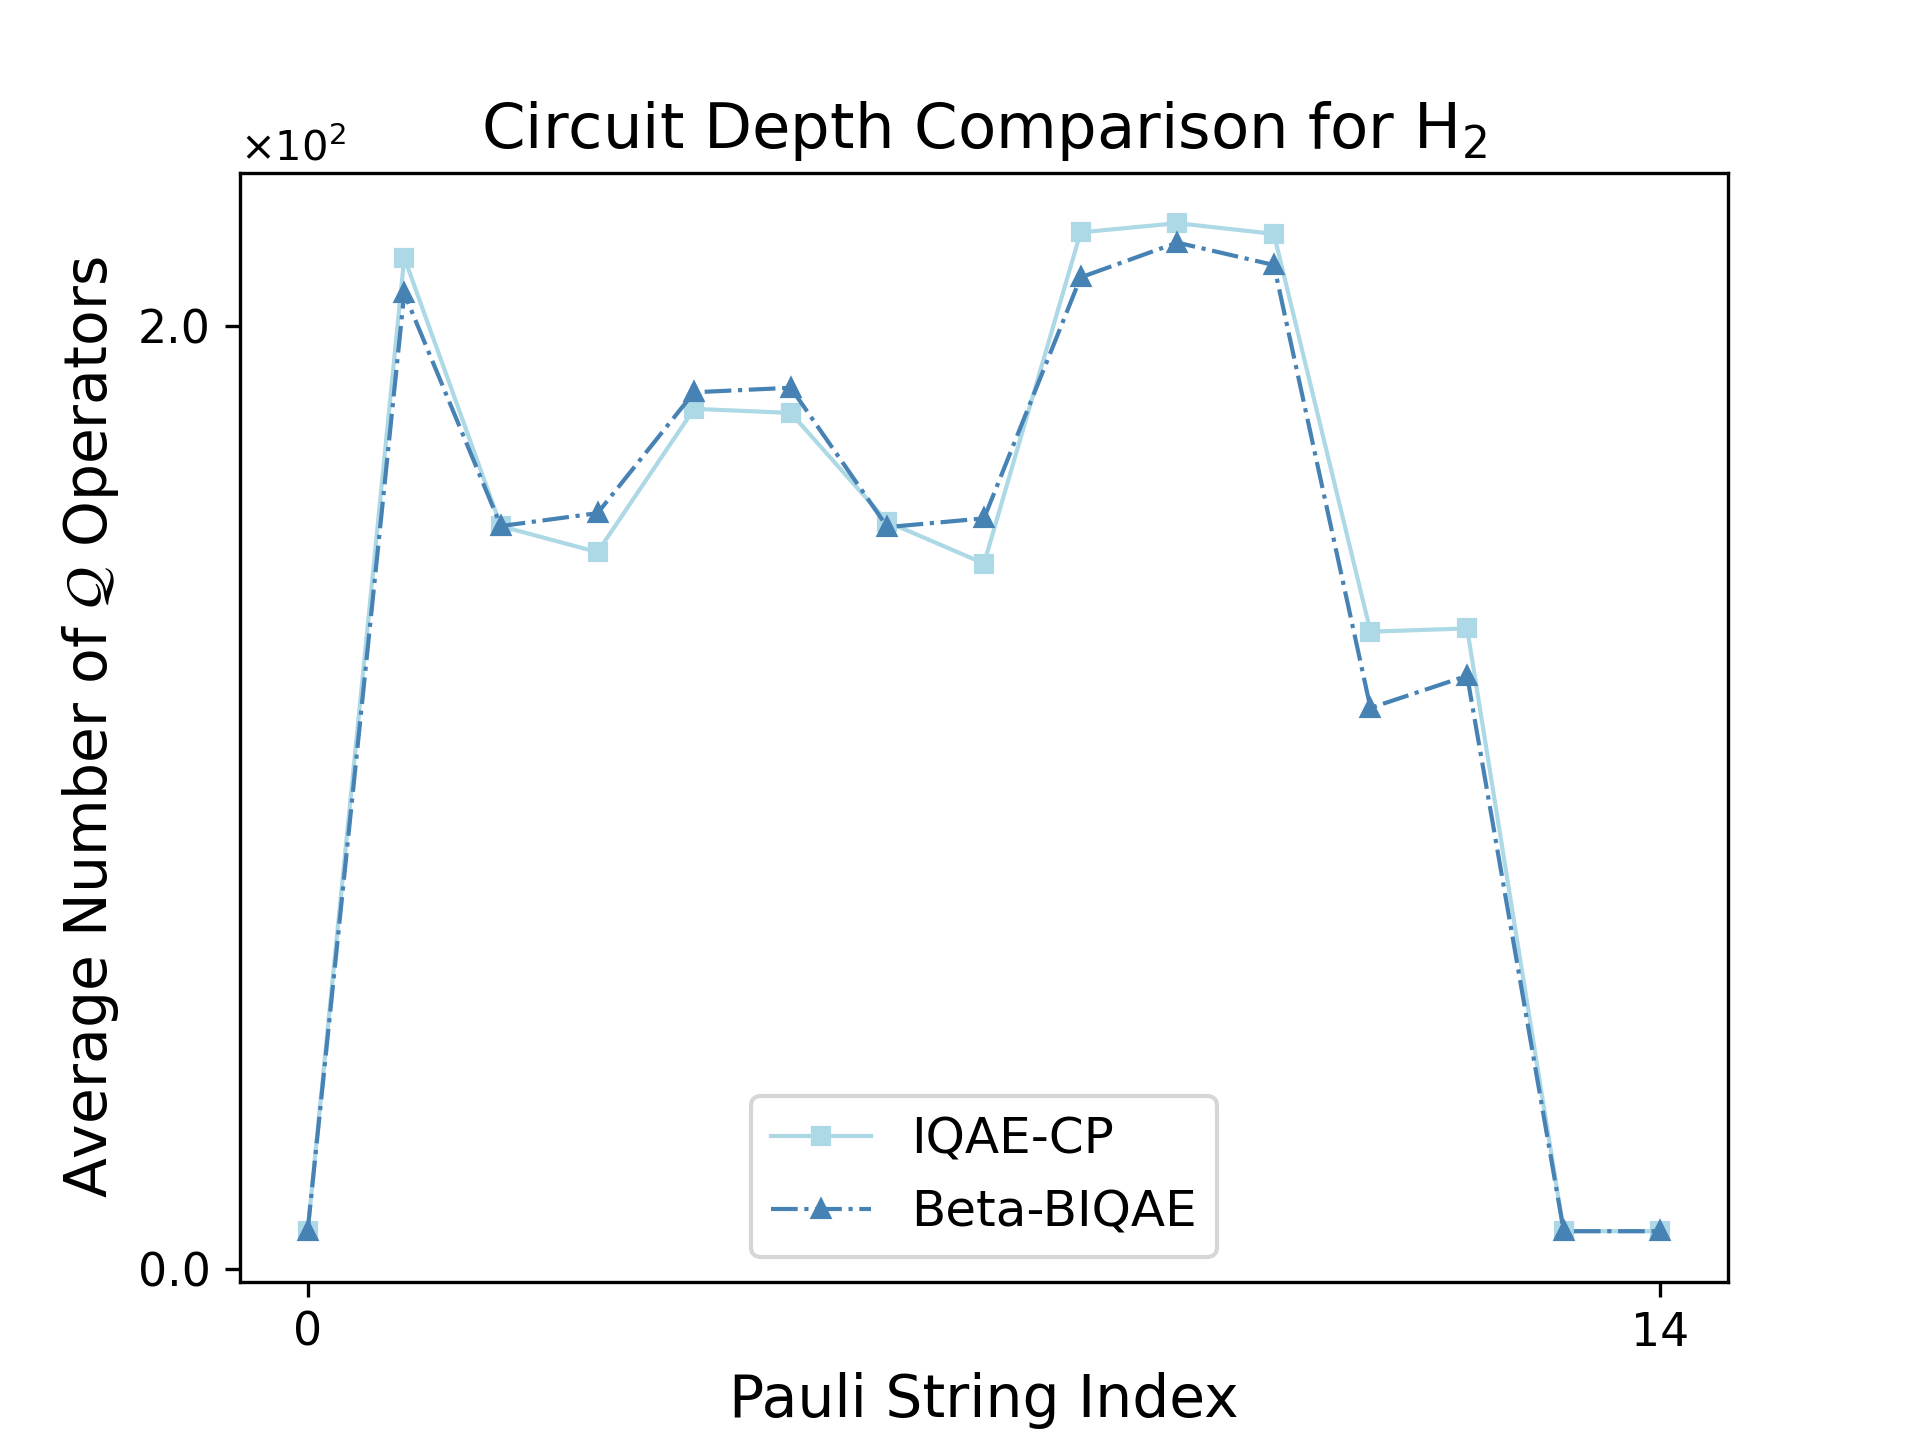 Circuit Depth Comparison for H₂
×10²
Average Number of 𝒬 Operators
2.0
0.0
IQAE-CP
Beta-BIQAE
0
14
Pauli String Index